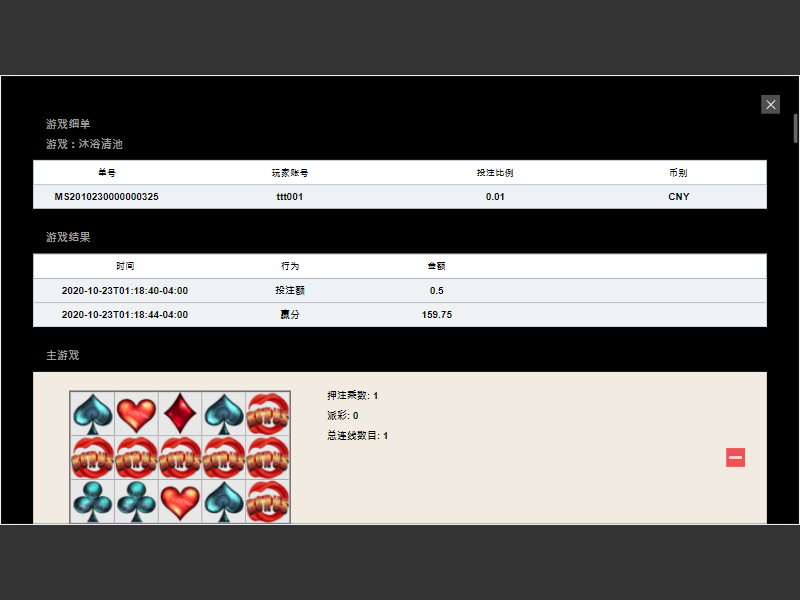 游戏细单
游戏：沐浴清池
单号 玩家账号 投注比例 币别
MS2010230000000325 ttt001 0.01 CNY
游戏结果
时间 行为 金额
2020-10-23T01:18:40-04:00 投注额 0.5
2020-10-23T01:18:44-04:00 赢分 159.75
主游戏
押注乘数: 1
派彩: 0
总连线数目: 1